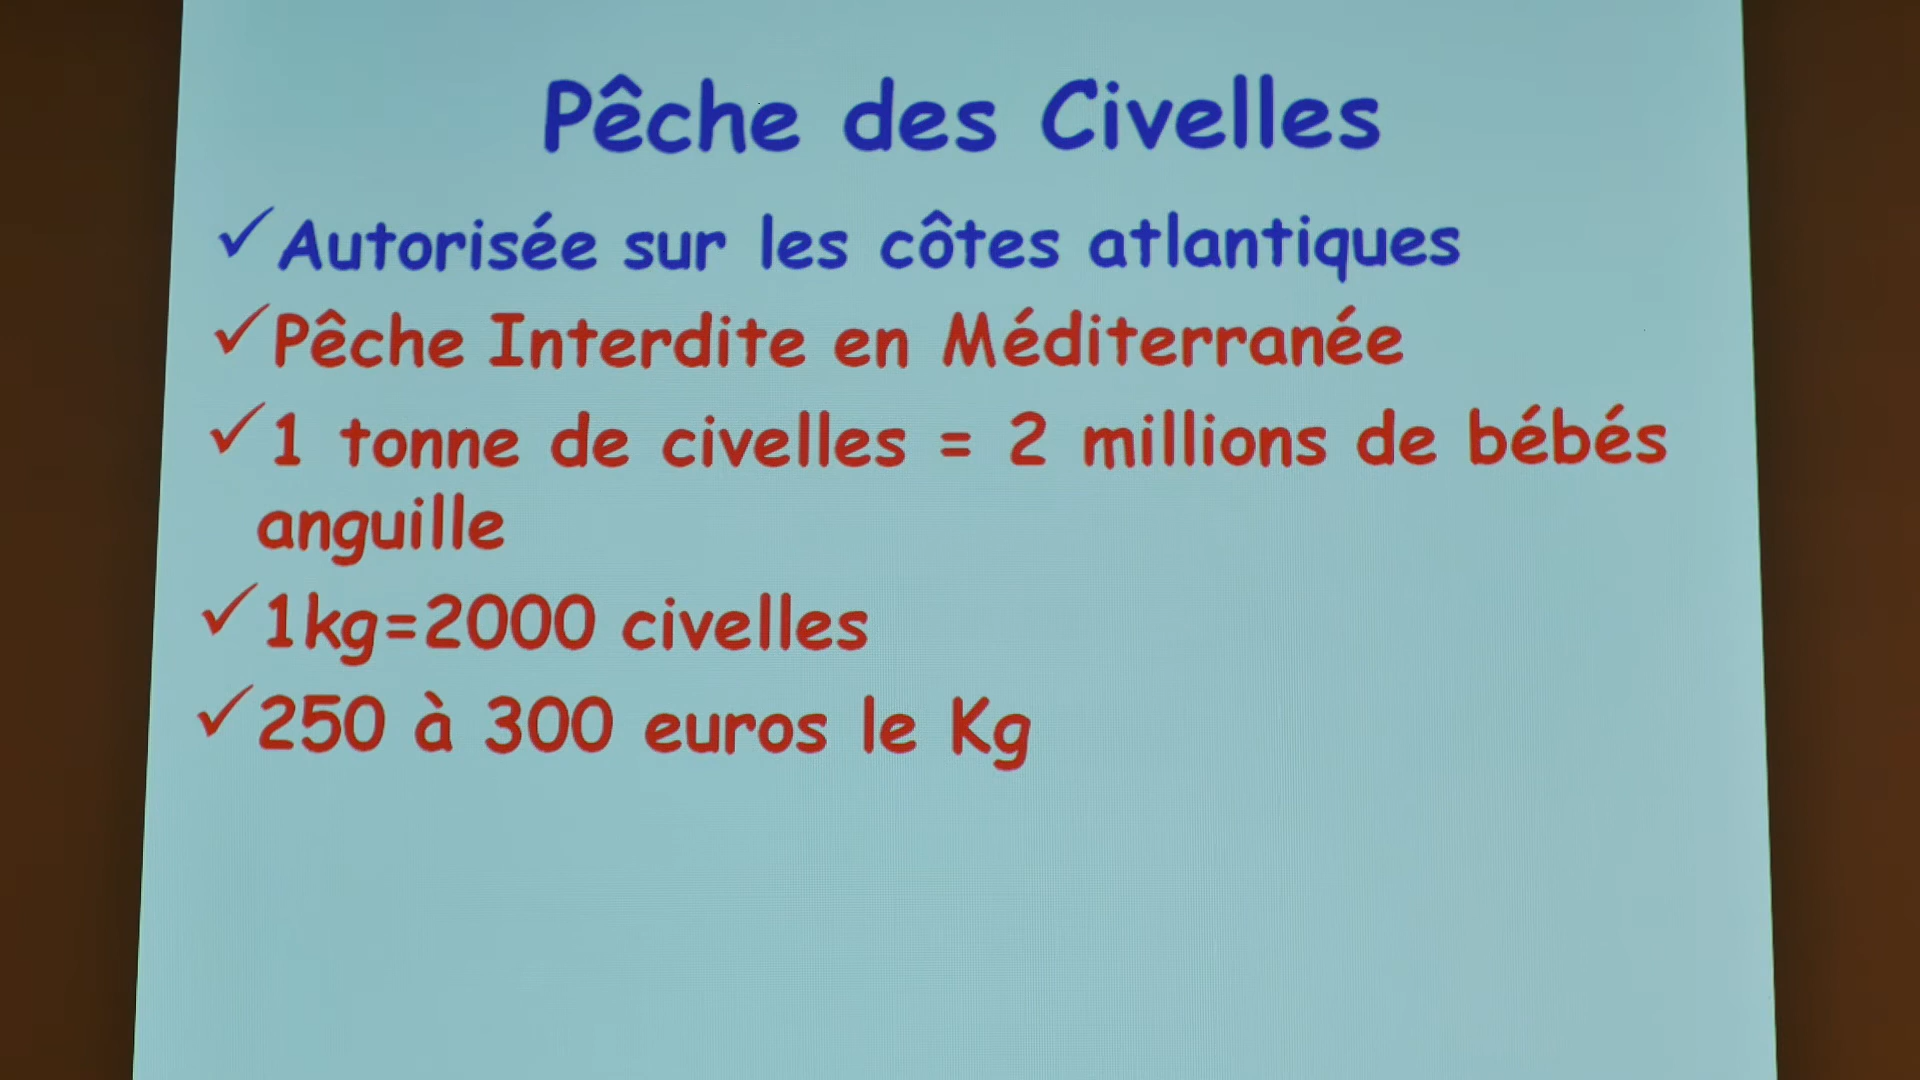 Pêche des Civelles
✓Autorisée sur les côtes atlantiques
✓Pêche Interdite en Méditerranée
✓1 tonne de civelles = 2 millions de bébés
anguille
✓1kg=2000 civelles
✓250 à 300 euros le Kg